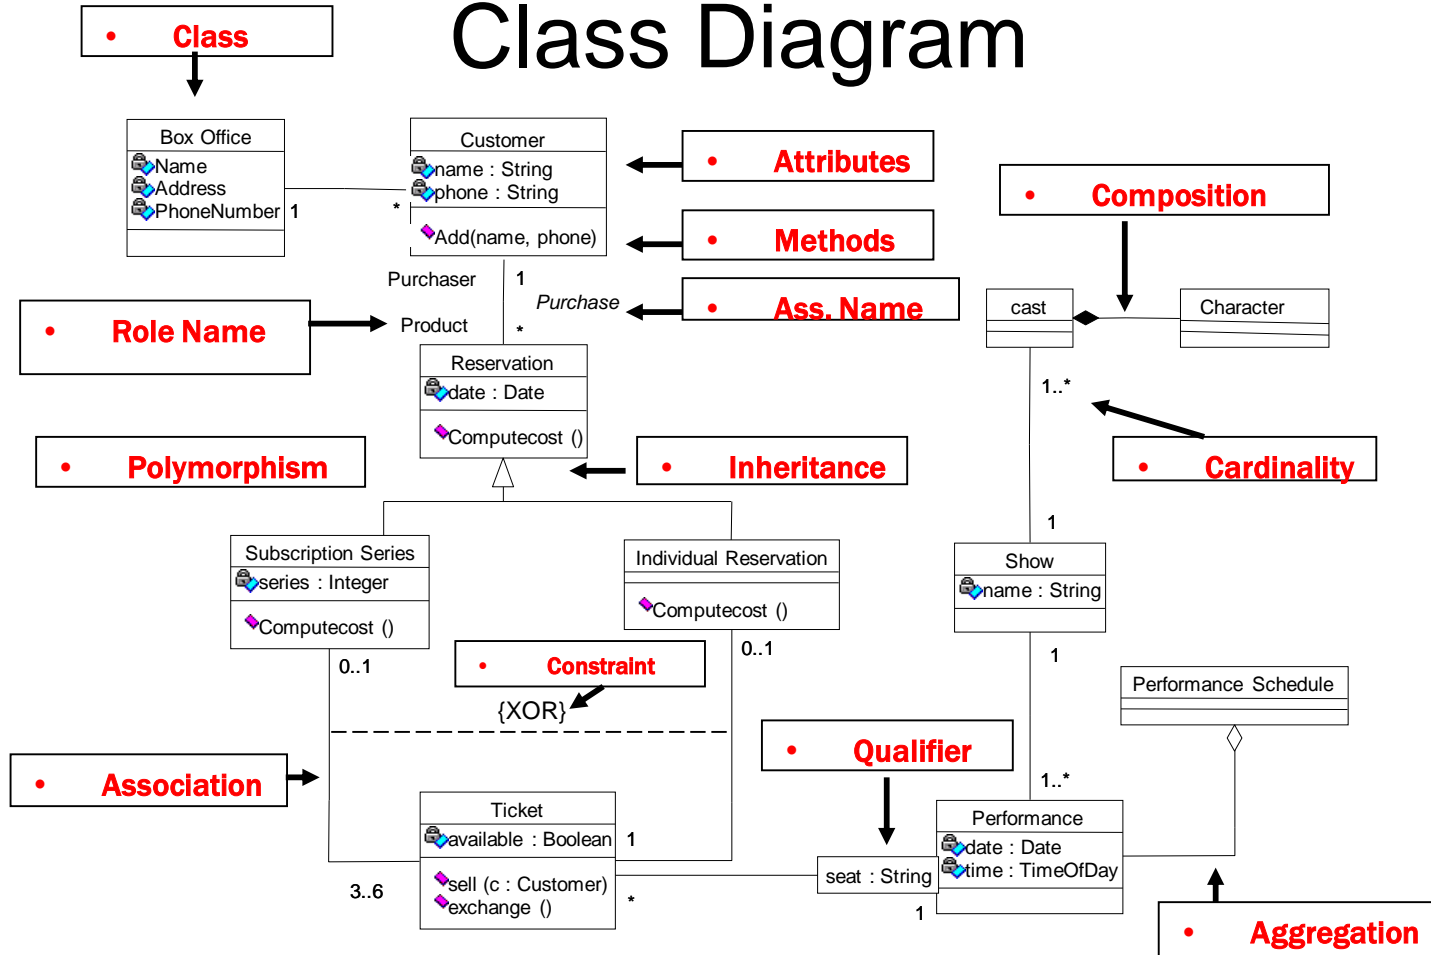 Class Diagram
• Class
Box Office
Name
Address
PhoneNumber
1
*
Customer
name : String
phone : String
Add(name, phone)
• Attributes
• Methods
• Composition
Purchaser
1
Purchase
• Ass. Name
• Role Name
Product
*
cast
Character
Reservation
date : Date
Computecost ()
1..*
• Polymorphism
• Inheritance
• Cardinality
Subscription Series
series : Integer
Computecost ()
Individual Reservation
Computecost ()
1
Show
name : String
0..1
• Constraint
0..1
1
{XOR}
Performance Schedule
• Association
• Qualifier
1..*
Ticket
available : Boolean
sell (c : Customer)
exchange ()
1
3..6
*
seat : String
1
Performance
date : Date
time : TimeOfDay
• Aggregation